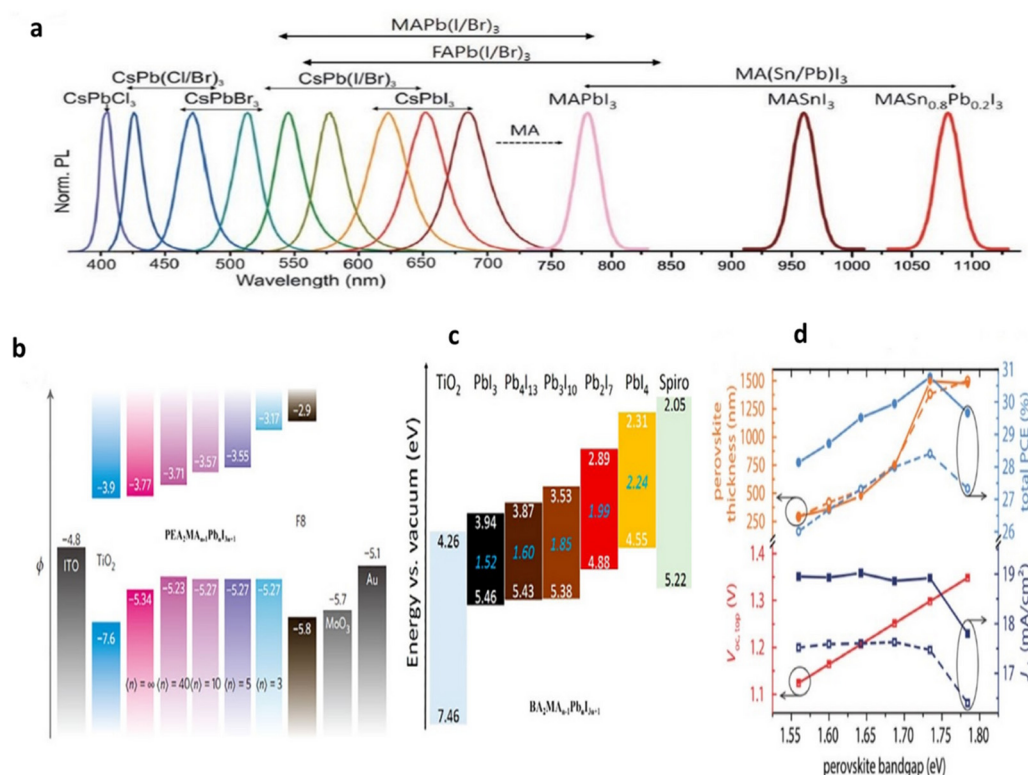 a
MAPb(I/Br)₃
FAPb(I/Br)₃
CsPb(Cl/Br)₃
CsPb(I/Br)₃
MA(Sn/Pb)I₃
CsPbCl₃
CsPbBr₃
CsPbI₃
MAPbI₃
MASnI₃
MASn₀.₈Pb₀.₂I₃
MA
Norm. PL
400 450 500 550 600 650 700 750 800 850 900 950 1000 1050 1100
Wavelength (nm)
b
ϕ
−2.9
−3.17
−3.55
−3.57
−3.71
−3.77
−3.9
F8
PEA₂MAₙ₋₁PbₙI₃ₙ₊₁
−4.8
ITO
TiO₂
−5.1
Au
−5.34
−5.23
−5.27
−5.27
−5.27
−5.7
MoO₃
−5.8
−7.6
⟨n⟩ = ∞
⟨n⟩ = 40
⟨n⟩ = 10
⟨n⟩ = 5
⟨n⟩ = 3
c
Energy vs. vacuum (eV)
TiO₂ PbI₃ Pb₄I₁₃ Pb₃I₁₀ Pb₂I₇ PbI₄ Spiro
2.05
2.31
2.89
2.24
3.53
3.87
3.94
1.99
4.26
1.52
1.60
1.85
4.55
4.88
5.46
5.43
5.38
5.22
7.46
BA₂MAₙ₋₁PbₙI₃ₙ₊₁
d
perovskite
thickness (nm)
1500
1250
1000
750
500
250
total PCE (%)
31
30
29
28
27
26
Voc, top (V)
1.4
1.3
1.2
1.1
19
18
17
(mA/cm²)
1.55 1.60 1.65 1.70 1.75 1.80
perovskite bandgap (eV)